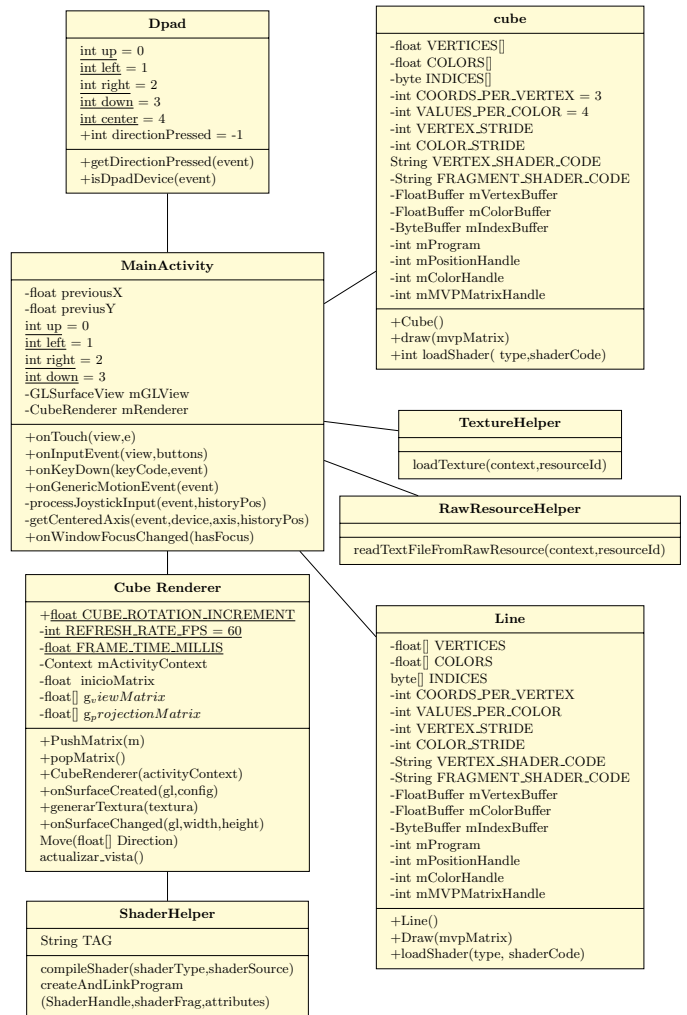 Dpad
int up = 0
int left = 1
int right = 2
int down = 3
int center = 4
+int directionPressed = -1
+getDirectionPressed(event)
+isDpadDevice(event)
cube
-float VERTICES[]
-float COLORS[]
-byte INDICES[]
-int COORDS_PER_VERTEX = 3
-int VALUES_PER_COLOR = 4
-int VERTEX_STRIDE
-int COLOR_STRIDE
String VERTEX_SHADER_CODE
-String FRAGMENT_SHADER_CODE
-FloatBuffer mVertexBuffer
-FloatBuffer mColorBuffer
-ByteBuffer mIndexBuffer
-int mProgram
-int mPositionHandle
-int mColorHandle
-int mMVPMatrixHandle
+Cube()
+draw(mvpMatrix)
+int loadShader( type,shaderCode)
MainActivity
-float previousX
-float previusY
int up = 0
int left = 1
int right = 2
int down = 3
-GLSurfaceView mGLView
-CubeRenderer mRenderer
+onTouch(view,e)
+onInputEvent(view,buttons)
+onKeyDown(keyCode,event)
+onGenericMotionEvent(event)
-processJoystickInput(event,historyPos)
-getCenteredAxis(event,device,axis,historyPos)
+onWindowFocusChanged(hasFocus)
TextureHelper
loadTexture(context,resourceId)
RawResourceHelper
readTextFileFromRawResource(context,resourceId)
Cube Renderer
+float CUBE_ROTATION_INCREMENT
-int REFRESH_RATE_FPS = 60
-float FRAME_TIME_MILLIS
-Context mActivityContext
-float inicioMatrix
-float[] g_viewMatrix
-float[] g_projectionMatrix
+PushMatrix(m)
+popMatrix()
+CubeRenderer(activityContext)
+onSurfaceCreated(gl,config)
+generarTextura(textura)
+onSurfaceChanged(gl,width,height)
Move(float[] Direction)
actualizar_vista()
Line
-float[] VERTICES
-float[] COLORS
byte[] INDICES
-int COORDS_PER_VERTEX
-int VALUES_PER_COLOR
-int VERTEX_STRIDE
-int COLOR_STRIDE
-String VERTEX_SHADER_CODE
-String FRAGMENT_SHADER_CODE
-FloatBuffer mVertexBuffer
-FloatBuffer mColorBuffer
-ByteBuffer mIndexBuffer
-int mProgram
-int mPositionHandle
-int mColorHandle
-int mMVPMatrixHandle
+Line()
+Draw(mvpMatrix)
+loadShader(type, shaderCode)
ShaderHelper
String TAG
compileShader(shaderType,shaderSource)
createAndLinkProgram
(ShaderHandle,shaderFrag,attributes)